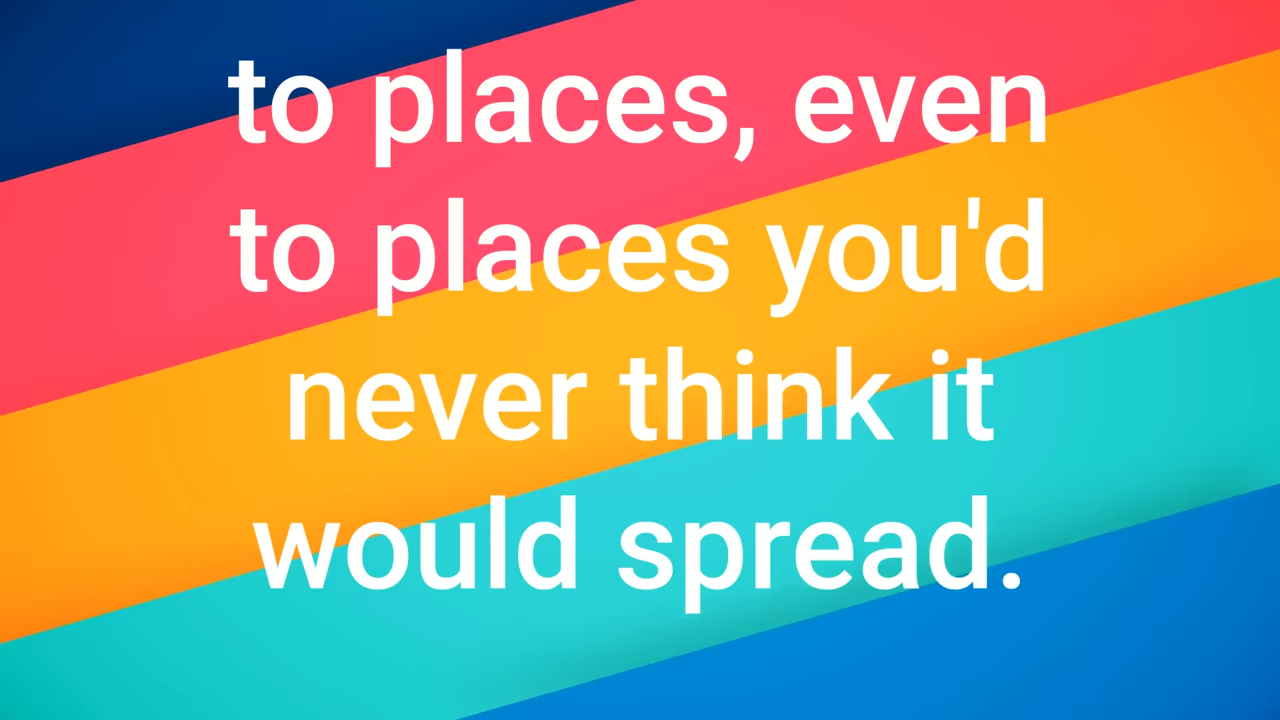 to places, even
to places you'd
never think it
would spread.